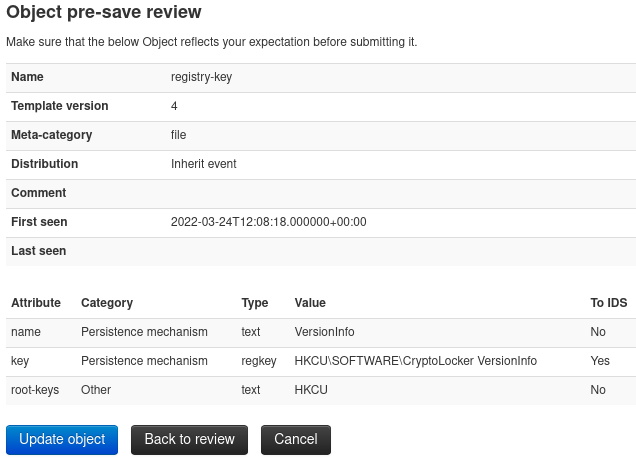 Object pre-save review
Make sure that the below Object reflects your expectation before submitting it.
Name registry-key
Template version 4
Meta-category file
Distribution Inherit event
Comment
First seen 2022-03-24T12:08:18.000000+00:00
Last seen
Attribute Category Type Value To IDS
name Persistence mechanism text VersionInfo No
key Persistence mechanism regkey HKCU\SOFTWARE\CryptoLocker VersionInfo Yes
root-keys Other text HKCU No
Update object Back to review Cancel